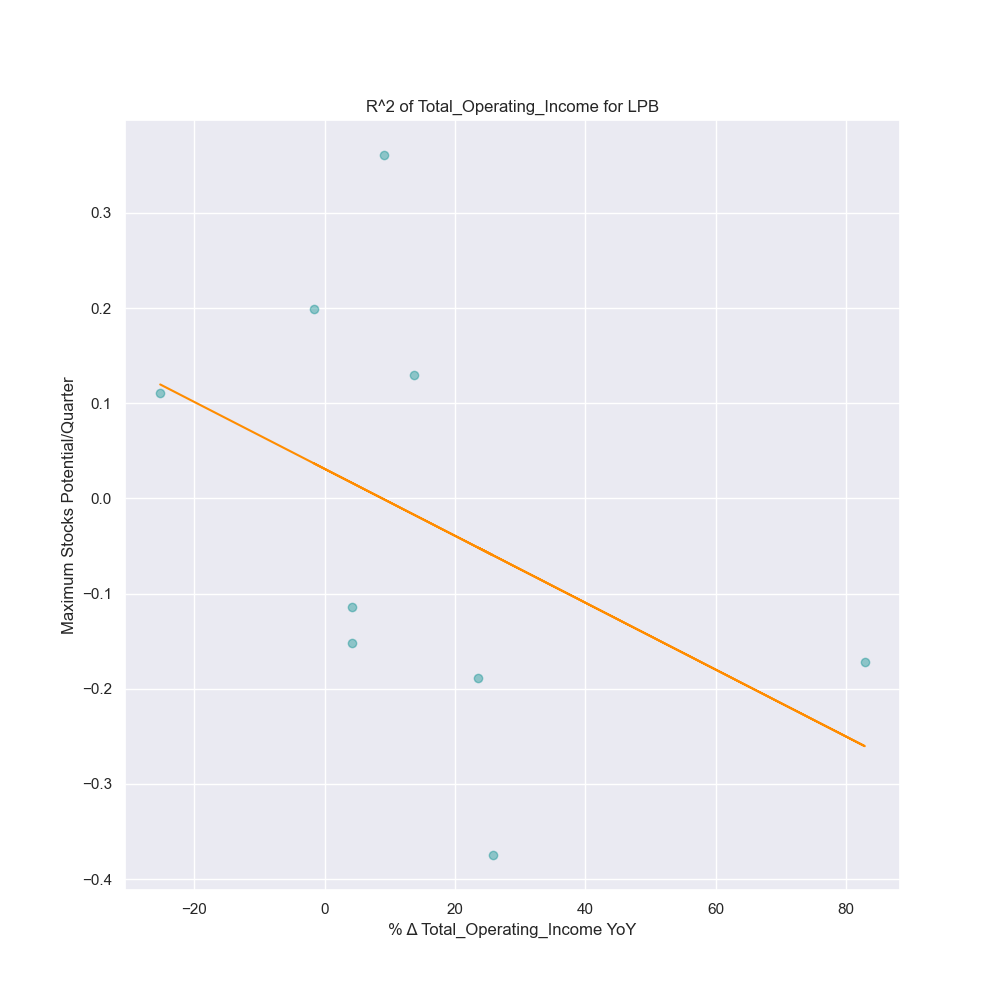 R^2 of Total_Operating_Income for LPB
Maximum Stocks Potential/Quarter
0.3
0.2
0.1
0.0
−0.1
−0.2
−0.3
−0.4
−20 0 20 40 60 80
% Δ Total_Operating_Income YoY